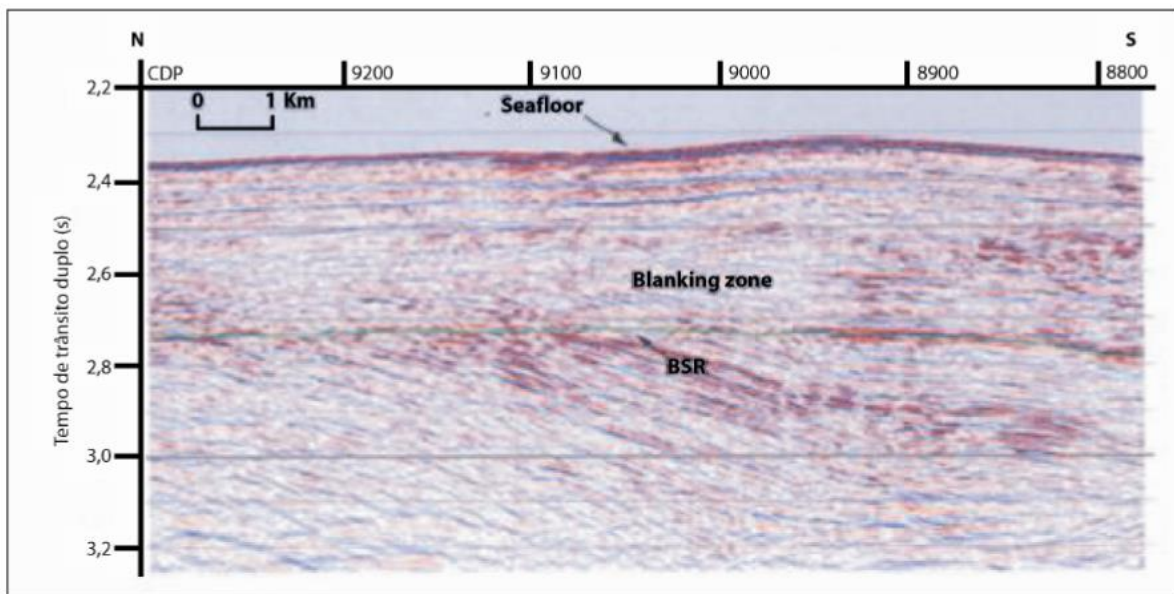 N S
CDP 9200 9100 9000 8900 8800
2,2
0 1 Km
Seafloor
2,4
2,6
Blanking zone
2,8
BSR
3,0
3,2
Tempo de trânsito duplo (s)